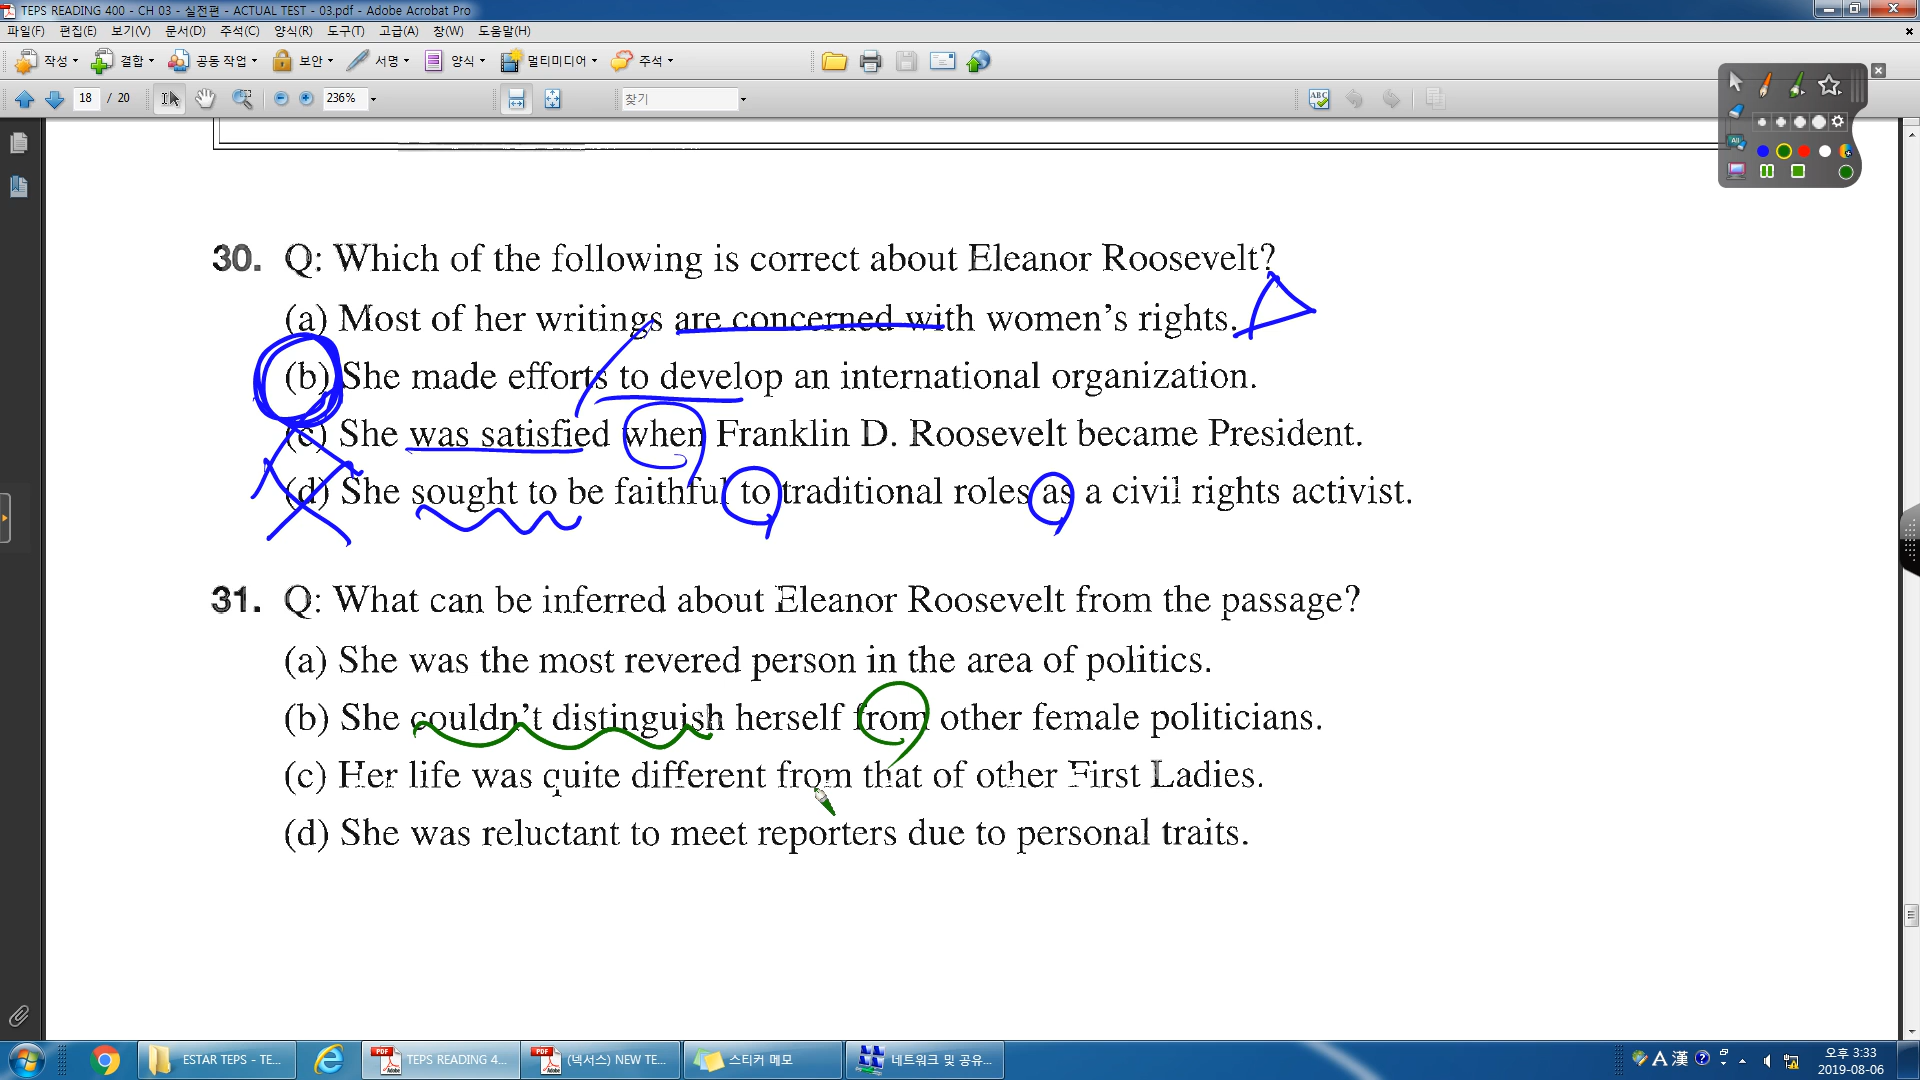 TEPS READING 400 - CH 03 - 실전편 - ACTUAL TEST - 03.pdf - Adobe Acrobat Pro
파일(F) 편집(E) 보기(V) 문서(D) 주석(C) 양식(R) 도구(T) 고급(A) 창(W) 도움말(H)
작성 결합 공동 작업 보안 서명 양식 멀티미디어 주석
18 / 20 236% 찾기
30. Q: Which of the following is correct about Eleanor Roosevelt?
(a) Most of her writings are concerned with women's rights.
(b) She made efforts to develop an international organization.
(c) She was satisfied when Franklin D. Roosevelt became President.
(d) She sought to be faithful to traditional roles as a civil rights activist.
31. Q: What can be inferred about Eleanor Roosevelt from the passage?
(a) She was the most revered person in the area of politics.
(b) She couldn't distinguish herself from other female politicians.
(c) Her life was quite different from that of other First Ladies.
(d) She was reluctant to meet reporters due to personal traits.
ESTAR TEPS - TE... TEPS READING 4... (넥서스) NEW TE... 스티커 메모 네트워크 및 공유... A 漢 오후 3:33
2019-08-06